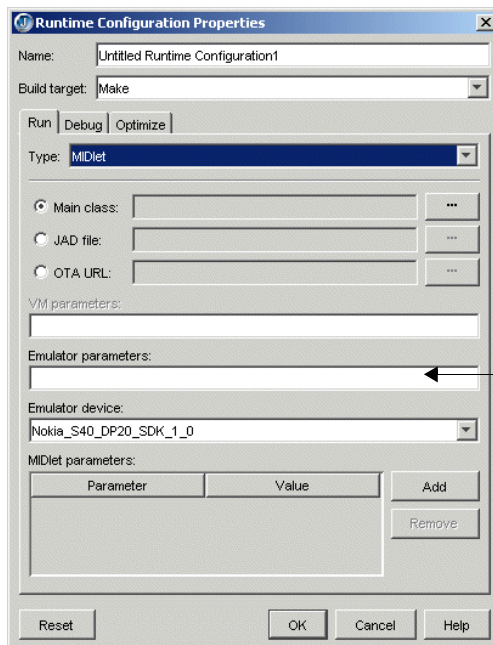 Runtime Configuration Properties
Name: Untitled Runtime Configuration1
Build target: Make
Run Debug Optimize
Type: MIDlet
Main class: ...
JAD file: ...
OTA URL: ...
VM parameters:
Emulator parameters:
Emulator device:
Nokia_S40_DP20_SDK_1_0
MIDlet parameters:
Parameter Value Add
Remove
Reset OK Cancel Help